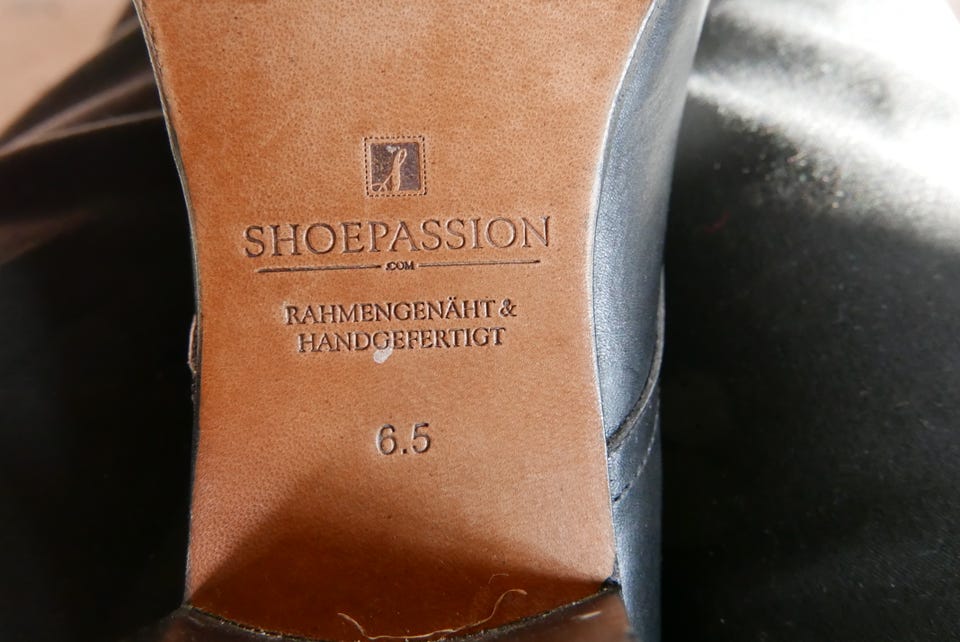 S
SHOEPASSION
.COM
RAHMENGENÄHT &
HANDGEFERTIGT
6.5